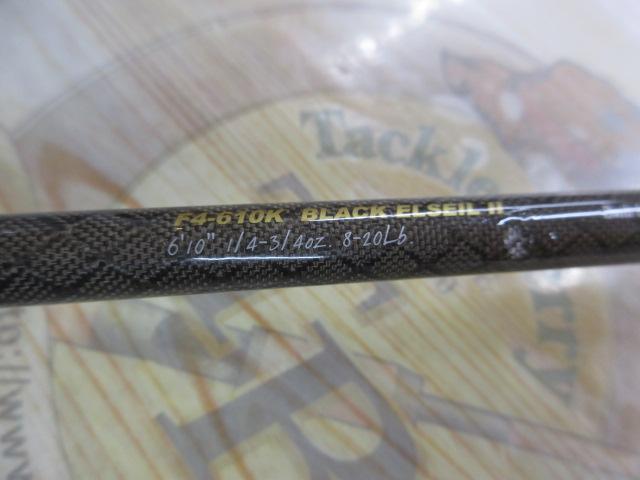 F4-610K BLACK ELSEIL II
6'10" 1/4-3/4oz. 8-20Lb.
Tackle